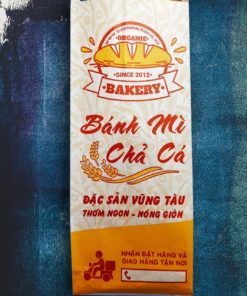 ORGANIC
SINCE 2012
BAKERY
Bánh Mì
Chả Cá
ĐẶC SẢN VŨNG TÀU
THƠM NGON - NÓNG GIÒN
NHẬN ĐẶT HÀNG VÀ
GIAO HÀNG TẬN NƠI